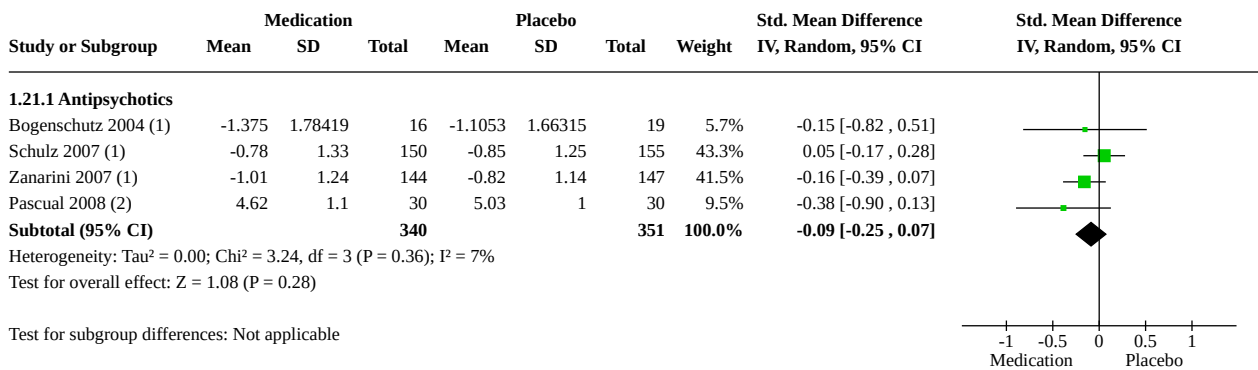 Medication Placebo Std. Mean Difference Std. Mean Difference
Study or Subgroup Mean SD Total Mean SD Total Weight IV, Random, 95% CI IV, Random, 95% CI
1.21.1 Antipsychotics
Bogenschutz 2004 (1) -1.375 1.78419 16 -1.1053 1.66315 19 5.7% -0.15 [-0.82 , 0.51]
Schulz 2007 (1) -0.78 1.33 150 -0.85 1.25 155 43.3% 0.05 [-0.17 , 0.28]
Zanarini 2007 (1) -1.01 1.24 144 -0.82 1.14 147 41.5% -0.16 [-0.39 , 0.07]
Pascual 2008 (2) 4.62 1.1 30 5.03 1 30 9.5% -0.38 [-0.90 , 0.13]
Subtotal (95% CI) 340 351 100.0% -0.09 [-0.25 , 0.07]
Heterogeneity: Tau² = 0.00; Chi² = 3.24, df = 3 (P = 0.36); I² = 7%
Test for overall effect: Z = 1.08 (P = 0.28)
Test for subgroup differences: Not applicable
-1 -0.5 0 0.5 1
Medication Placebo